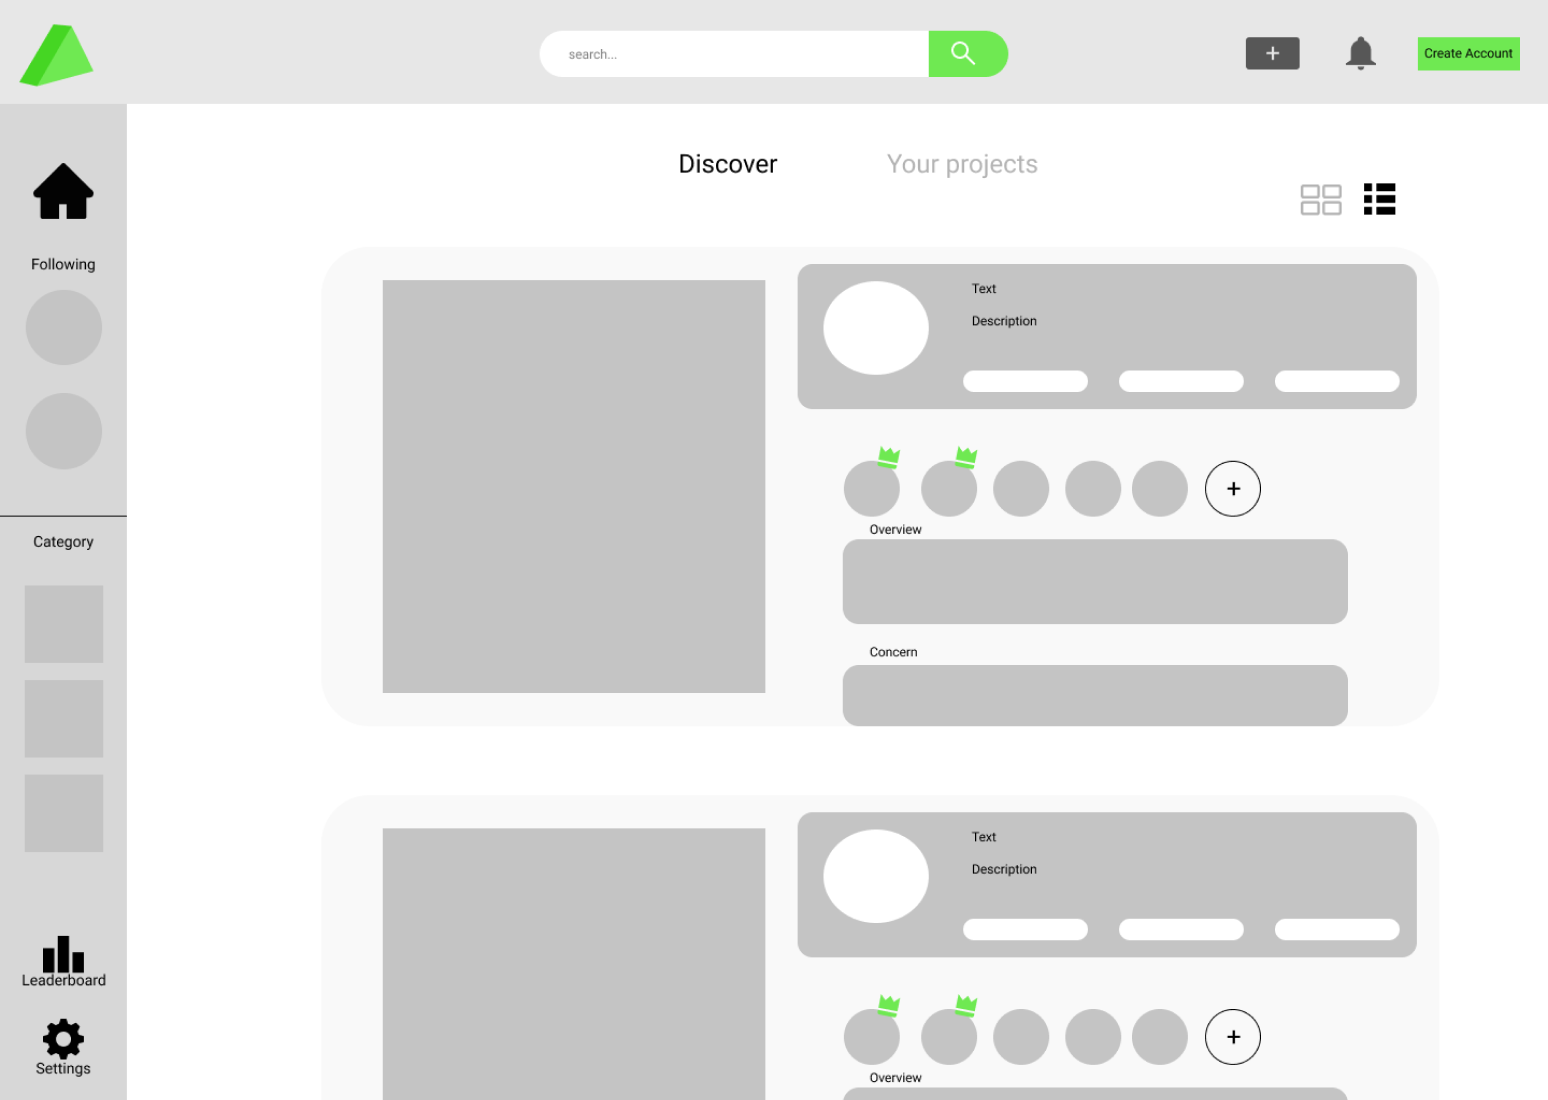 search...
+
Create Account
Discover
Your projects
Following
Category
Leaderboard
Settings
Text
Description
+
Overview
Concern
Text
Description
+
Overview